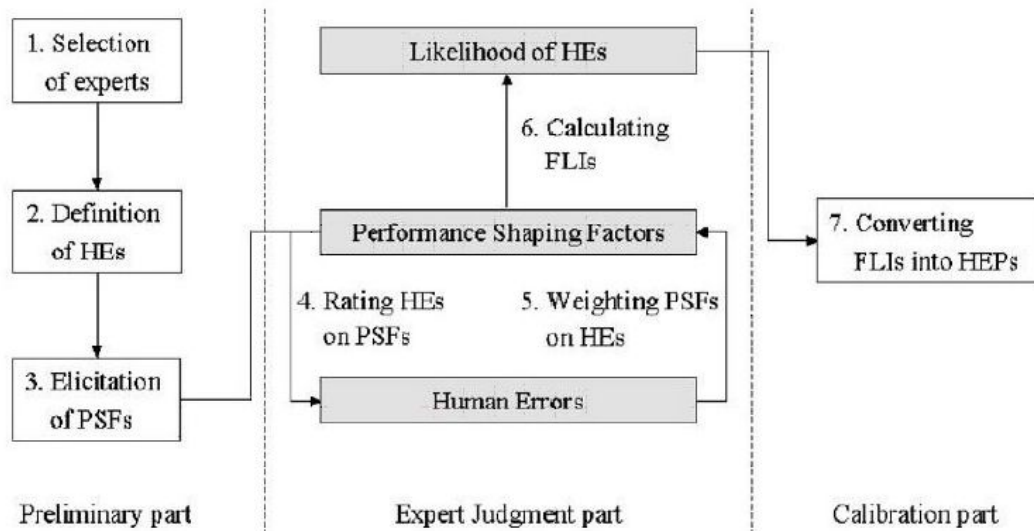 1. Selection
of experts
2. Definition
of HEs
3. Elicitation
of PSFs
Preliminary part
Likelihood of HEs
6. Calculating
FLIs
Performance Shaping Factors
4. Rating HEs
on PSFs
5. Weighting PSFs
on HEs
Human Errors
Expert Judgment part
7. Converting
FLIs into HEPs
Calibration part